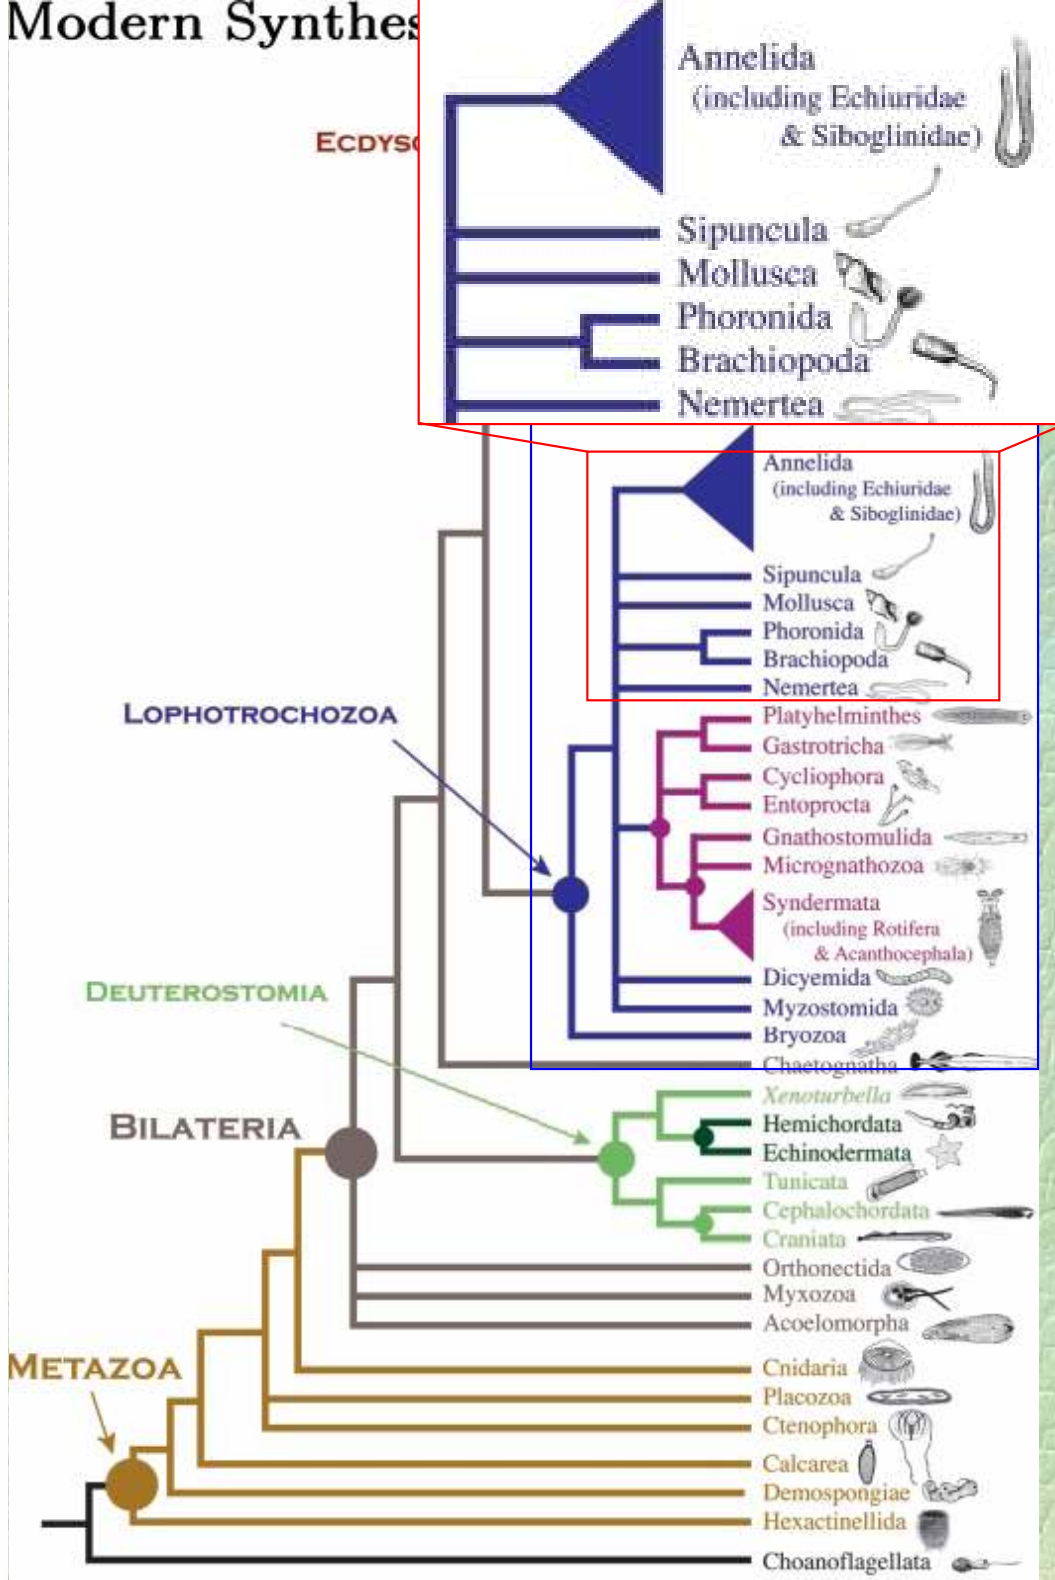 Modern Synthes
ECDYSO
Annelida
(including Echiuridae
& Siboglinidae)
Sipuncula
Mollusca
Phoronida
Brachiopoda
Nemertea
Annelida
(including Echiuridae
& Siboglinidae)
Sipuncula
Mollusca
Phoronida
Brachiopoda
Nemertea
LOPHOTROCHOZOA
Platyhelminthes
Gastrotricha
Cycliophora
Entoprocta
Gnathostomulida
Micrognathozoa
Syndermata
(including Rotifera
& Acanthocephala)
Dicyemida
DEUTEROSTOMIA
Myzostomida
Bryozoa
Chaetognatha
Xenoturbella
BILATERIA
Hemichordata
Echinodermata
Tunicata
Cephalochordata
Craniata
Orthonectida
Myxozoa
Acoelomorpha
METAZOA
Cnidaria
Placozoa
Ctenophora
Calcarea
Demospongiae
Hexactinellida
Choanoflagellata